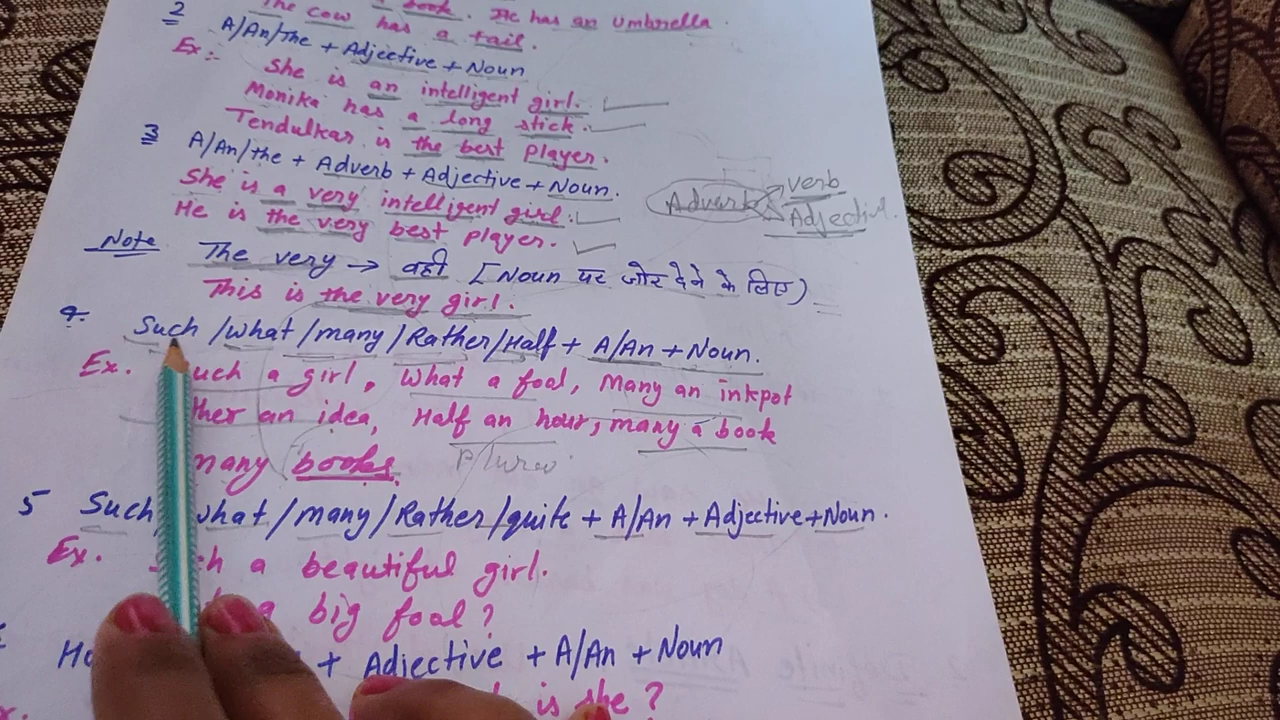 The cow book. He has an umbrella
2 has a tail.
A/An/The + Adjective + Noun
Ex:- She is an intelligent girl.
Monika has a long stick.
Tendulkar is the best player.
3 A/An/the + Adverb + Adjective + Noun.
She is a very intelligent girl.
He is the very best player.
Adverb verb
Adjective.
Note The very → वही [Noun पर जोर देने के लिए)
This is the very girl.
4. Such /what /many /Rather/Half + A/An + Noun.
Ex. uch a girl, What a foal, Many an inkpot
ther an idea, Half an hour, many a book
many books.
5 Such what / many / Rather /quite + A/An + Adjective + Noun.
Ex. ch a beautiful girl.
a big foal?
+ Adjective + A/An + Noun
is she?